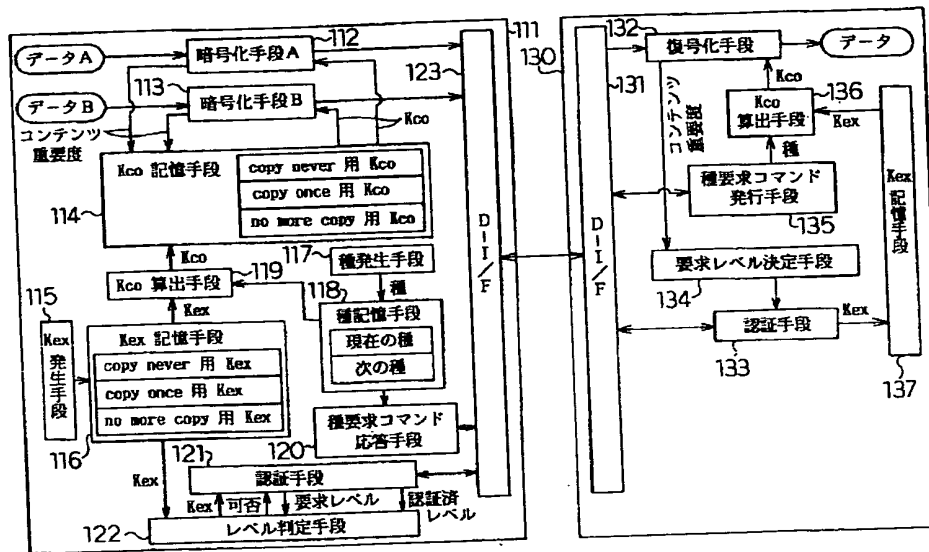 111
112
データA
暗号化手段A
113
データB
暗号化手段B
123
コンテンツ
重要度
Kco
Kco 記憶手段
copy never 用 Kco
copy once 用 Kco
no more copy 用 Kco
114
Kco
117
種発生手段
Kco 算出手段
119
種
118
種記憶手段
現在の種
次の種
115
Kex
発生手段
Kex
Kex 記憶手段
copy never 用 Kex
copy once 用 Kex
no more copy 用 Kex
116
種要求コマンド
応答手段
120
121
認証手段
Kex
Kex
可否
要求レベル
認証済
レベル
レベル判定手段
122
D-I/F
130
D-I/F
131
132
復号化手段
データ
コンテンツ
重要度
Kco
136
Kco
算出手段
Kex
種
種要求コマンド
発行手段
135
要求レベル決定手段
134
認証手段
133
Kex
Kex 記憶手段
137